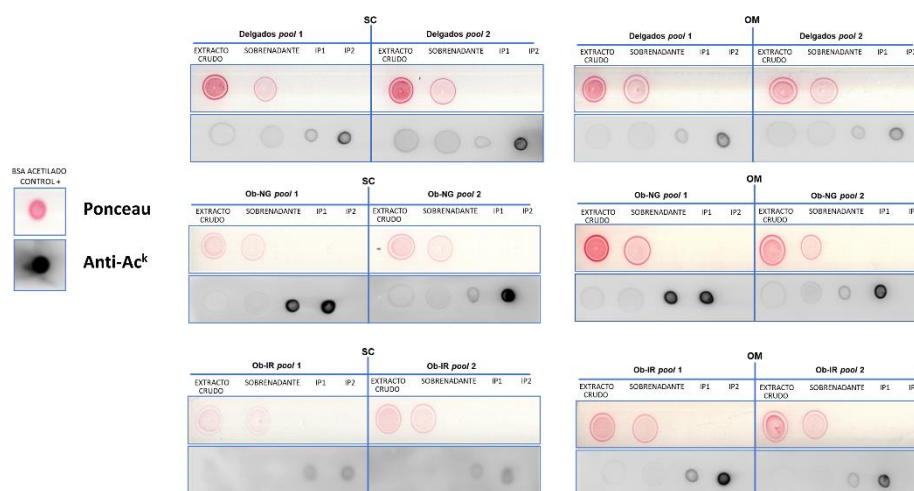 SC
Delgados pool 1
Delgados pool 2
EXTRACTO
CRUDO
SOBRENADANTE
IP1
IP2
EXTRACTO
CRUDO
SOBRENADANTE
IP1
IP2
OM
Delgados pool 1
Delgados pool 2
EXTRACTO
CRUDO
SOBRENADANTE
IP1
IP2
EXTRACTO
CRUDO
SOBRENADANTE
IP1
BSA ACETILADO
CONTROL +
Ponceau
Anti-Acᵏ
SC
Ob-NG pool 1
Ob-NG pool 2
EXTRACTO
CRUDO
SOBRENADANTE
IP1
IP2
EXTRACTO
CRUDO
SOBRENADANTE
IP1
IP2
OM
Ob-NG pool 1
Ob-NG pool 2
EXTRACTO
CRUDO
SOBRENADANTE
IP1
IP2
EXTRACTO
CRUDO
SOBRENADANTE
IP1
SC
Ob-IR pool 1
Ob-IR pool 2
EXTRACTO
CRUDO
SOBRENADANTE
IP1
IP2
EXTRACTO
CRUDO
SOBRENADANTE
IP1
IP2
OM
Ob-IR pool 1
Ob-IR pool 2
EXTRACTO
CRUDO
SOBRENADANTE
IP1
IP2
EXTRACTO
CRUDO
SOBRENADANTE
IP1